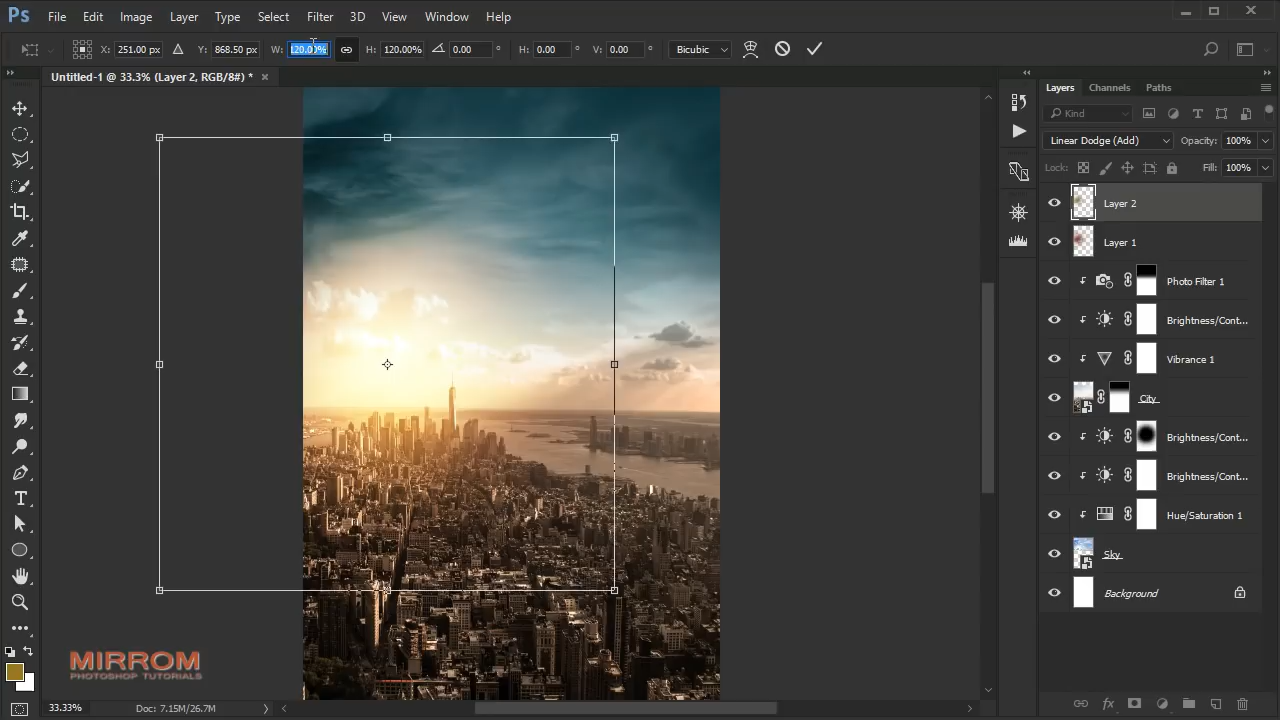 Ps File Edit Image Layer Type Select Filter 3D View Window Help
X: 251.00 px Y: 868.50 px W: 120.00% H: 120.00% 0.00 ° H: 0.00 ° V: 0.00 ° Bicubic
Untitled-1 @ 33.3% (Layer 2, RGB/8#) * ×
Layers Channels Paths
Kind
Linear Dodge (Add) Opacity: 100%
Lock: Fill: 100%
Layer 2
Layer 1
Photo Filter 1
Brightness/Cont...
Vibrance 1
City
Brightness/Cont...
Brightness/Cont...
Hue/Saturation 1
Sky
Background
MIRROM
PHOTOSHOP TUTORIALS
33.33% Doc: 7.15M/26.7M
fx